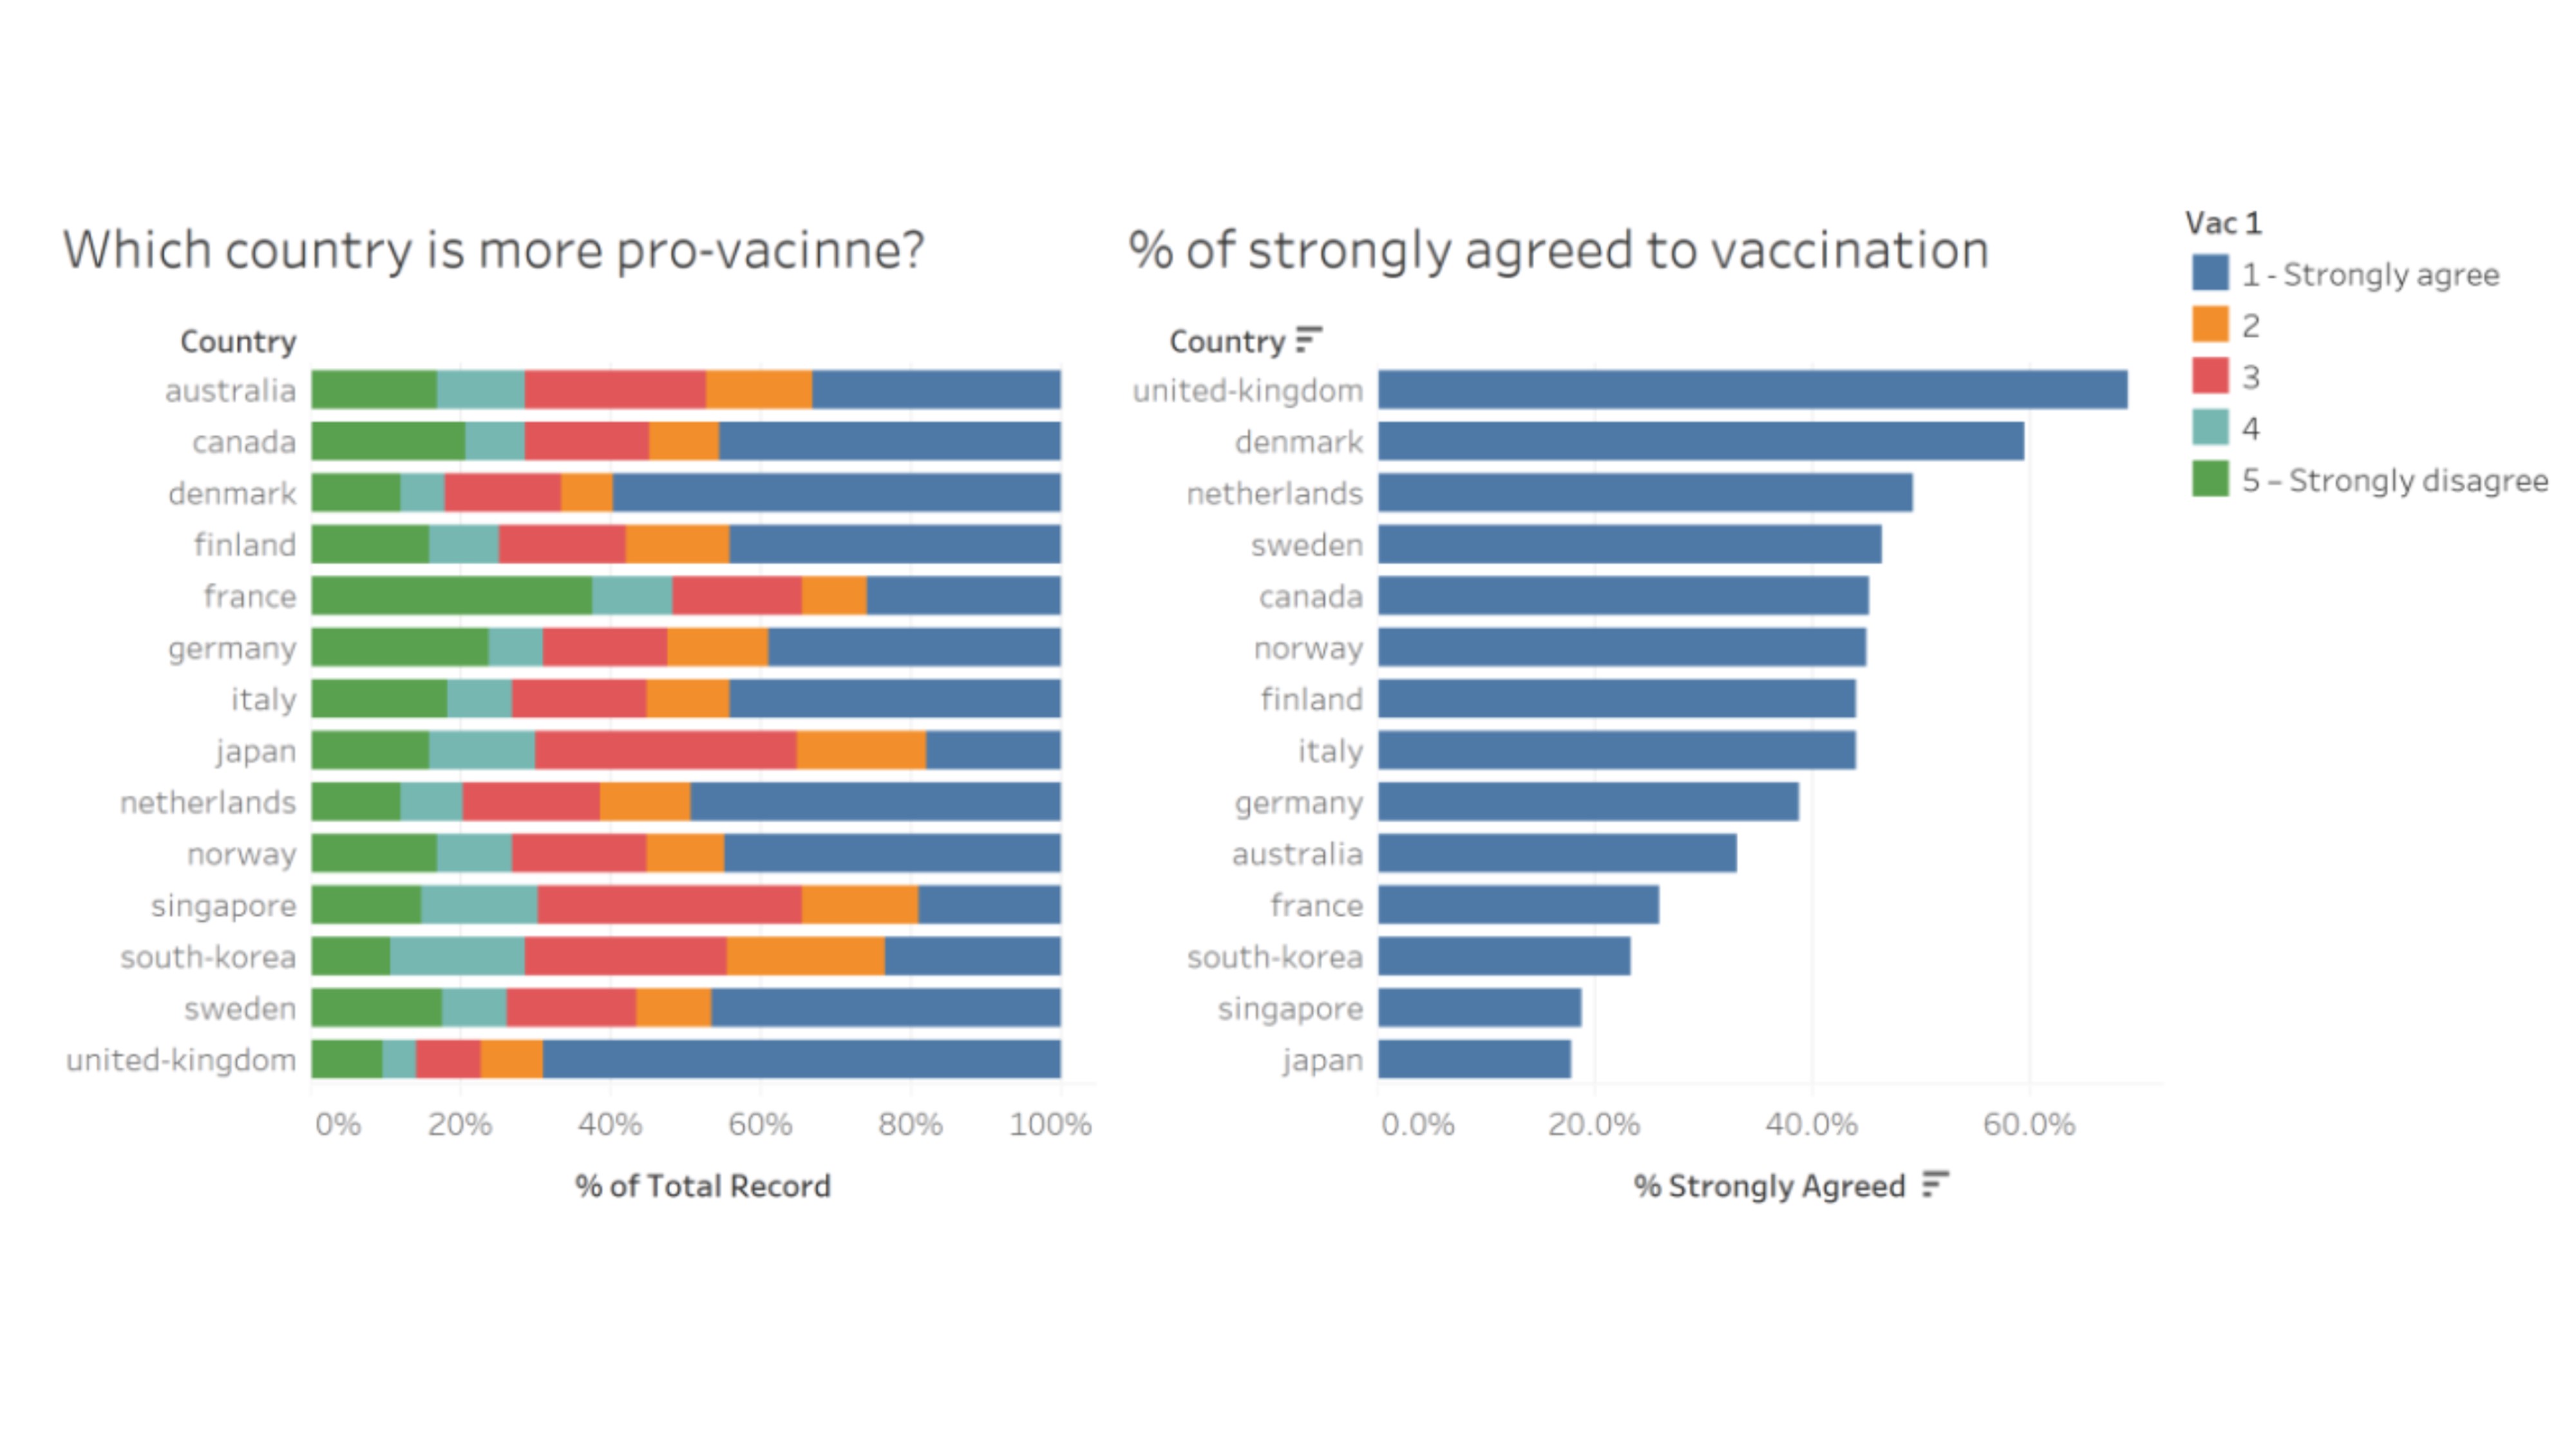 Which country is more pro-vacinne?
Country
australia
canada
denmark
finland
france
germany
italy
japan
netherlands
norway
singapore
south-korea
sweden
united-kingdom
0% 20% 40% 60% 80% 100%
% of Total Record
% of strongly agreed to vaccination
Country
united-kingdom
denmark
netherlands
sweden
canada
norway
finland
italy
germany
australia
france
south-korea
singapore
japan
0.0% 20.0% 40.0% 60.0%
% Strongly Agreed
Vac 1
1 - Strongly agree
2
3
4
5 – Strongly disagree